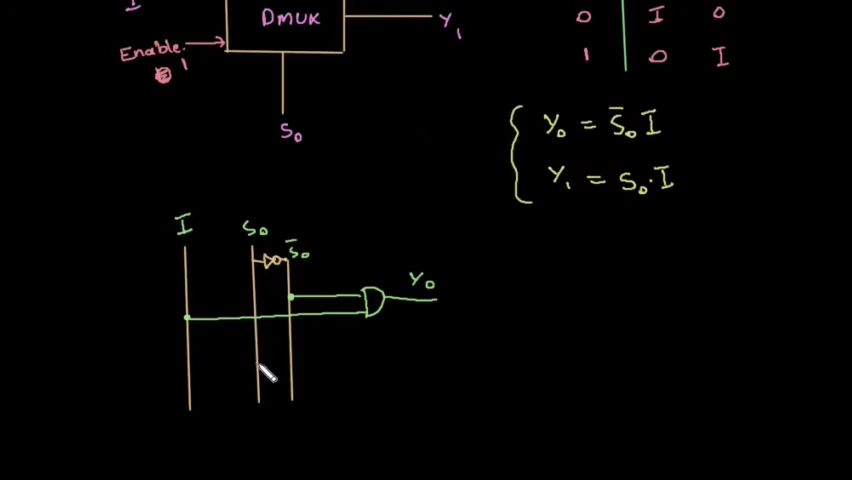 I
DMUX Y₁
Enable
1
S₀
0 I 0
1 0 I
Y₀ = S̅₀ I
Y₁ = S₀.I
I S₀ S̅₀
Y₀